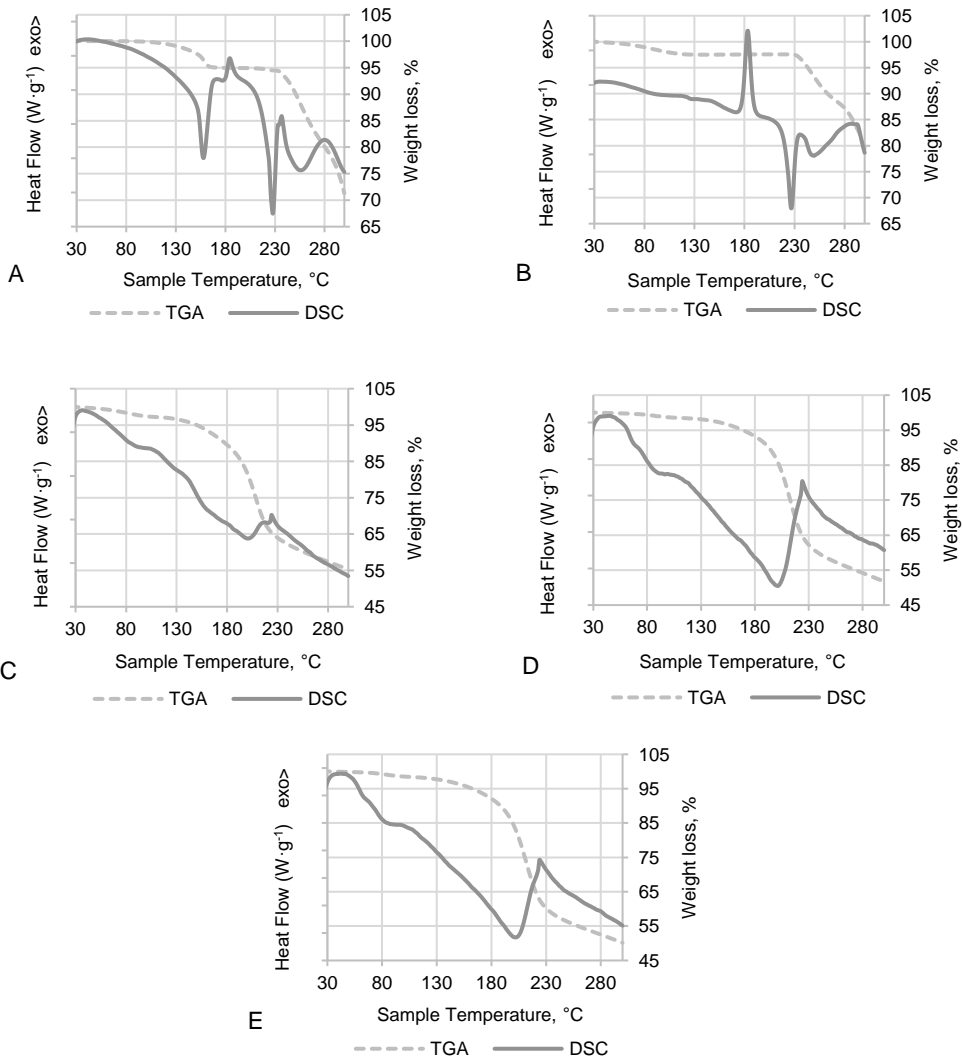 Heat Flow (W·g-1) exo>
105
100
95
90
85
80
75
70
65
Weight loss, %
30 80 130 180 230 280
Sample Temperature, °C
A
TGA DSC
Heat Flow (W·g-1) exo>
105
100
95
90
85
80
75
70
65
Weight loss, %
30 80 130 180 230 280
Sample Temperature, °C
B
TGA DSC
Heat Flow (W·g-1) exo>
105
95
85
75
65
55
45
Weight loss, %
30 80 130 180 230 280
Sample Temperature, °C
C
TGA DSC
Heat Flow (W·g-1) exo>
105
95
85
75
65
55
45
Weight loss, %
30 80 130 180 230 280
Sample Temperature, °C
D
TGA DSC
Heat Flow (W·g-1) exo>
105
95
85
75
65
55
45
Weight loss, %
30 80 130 180 230 280
Sample Temperature, °C
E
TGA DSC